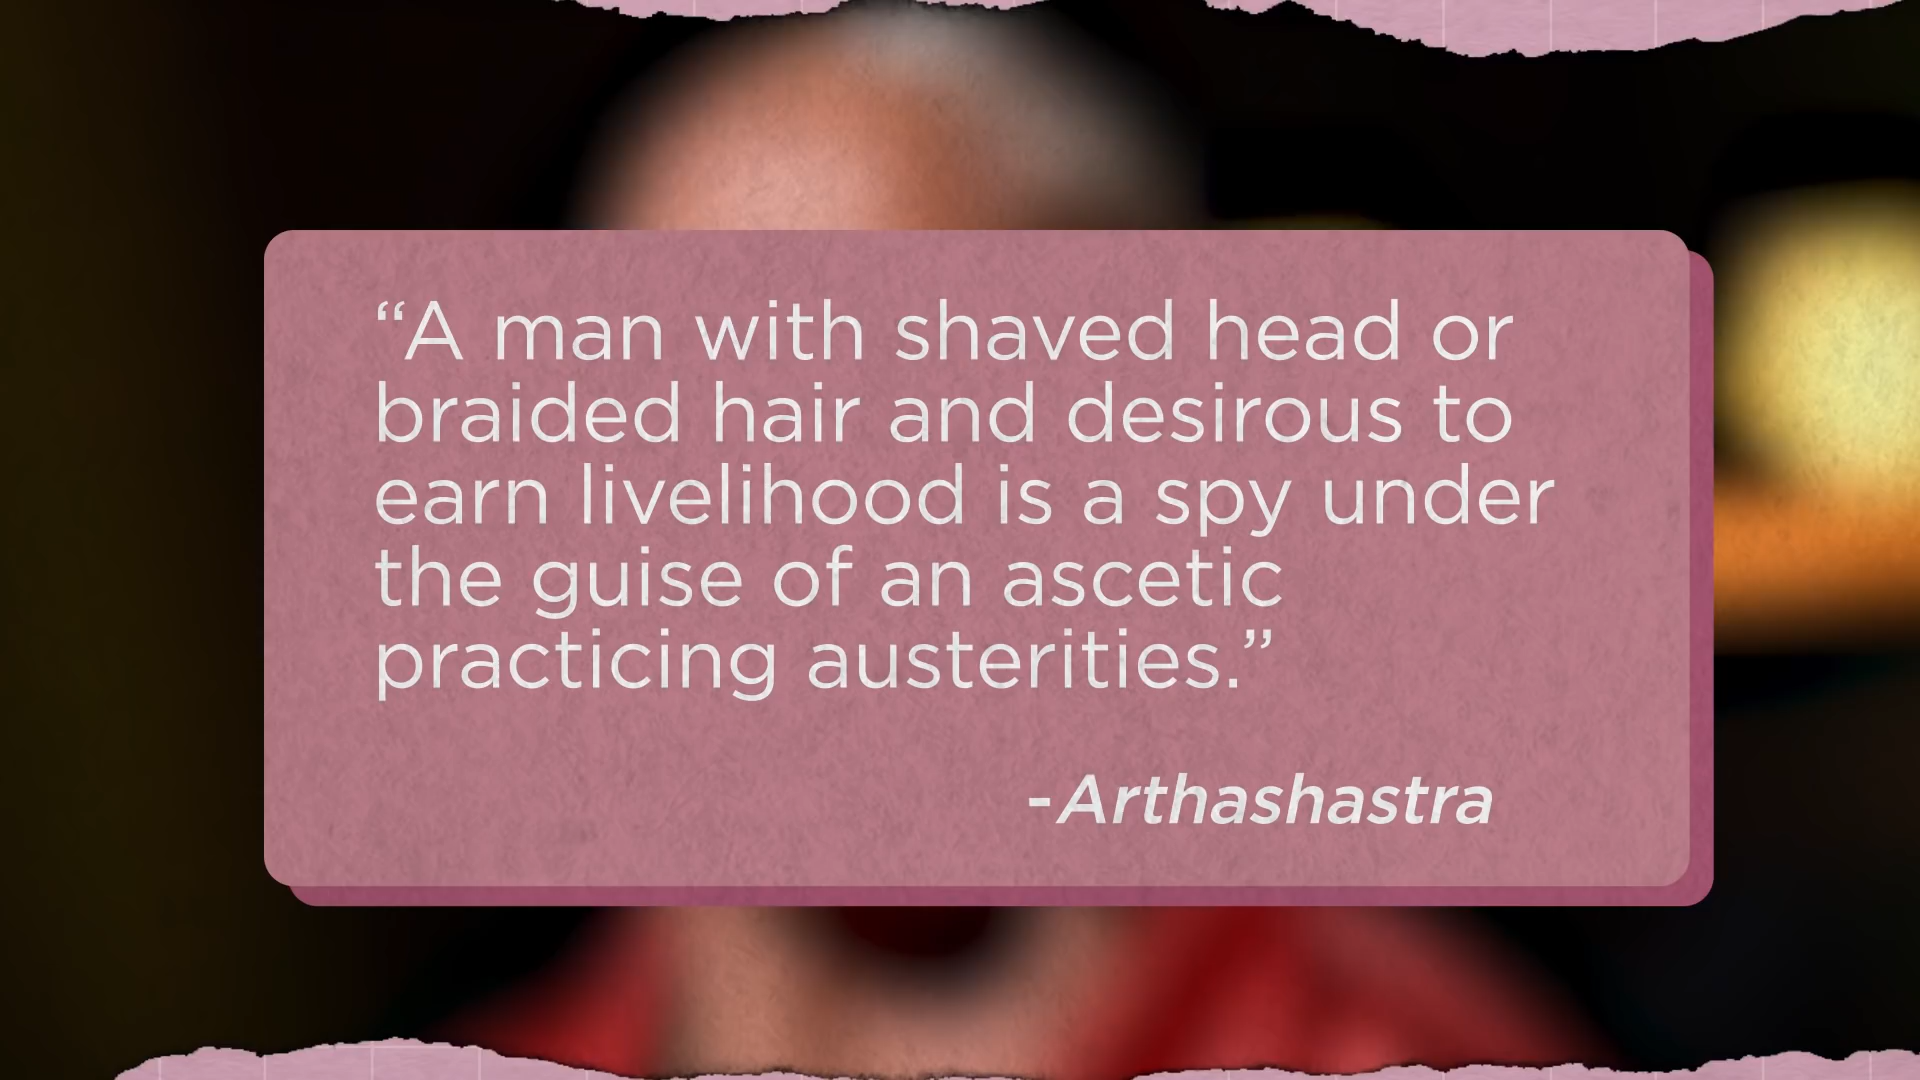 “A man with shaved head or
braided hair and desirous to
earn livelihood is a spy under
the guise of an ascetic
practicing austerities.”
-Arthashastra